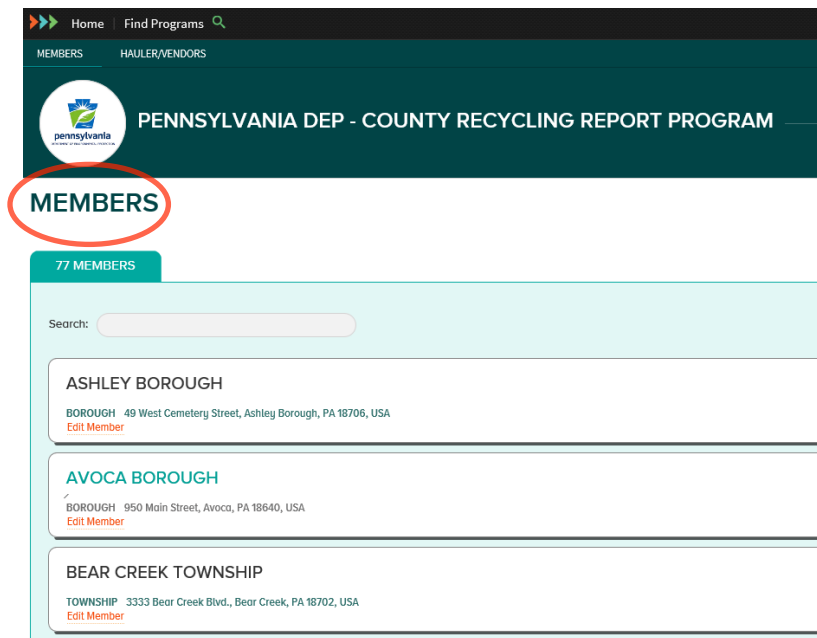 Home | Find Programs
MEMBERS HAULER/VENDORS
pennsylvania
PENNSYLVANIA DEP - COUNTY RECYCLING REPORT PROGRAM
MEMBERS
77 MEMBERS
Search:
ASHLEY BOROUGH
BOROUGH 49 West Cemetery Street, Ashley Borough, PA 18706, USA
Edit Member
AVOCA BOROUGH
BOROUGH 950 Main Street, Avoca, PA 18640, USA
Edit Member
BEAR CREEK TOWNSHIP
TOWNSHIP 3333 Bear Creek Blvd., Bear Creek, PA 18702, USA
Edit Member